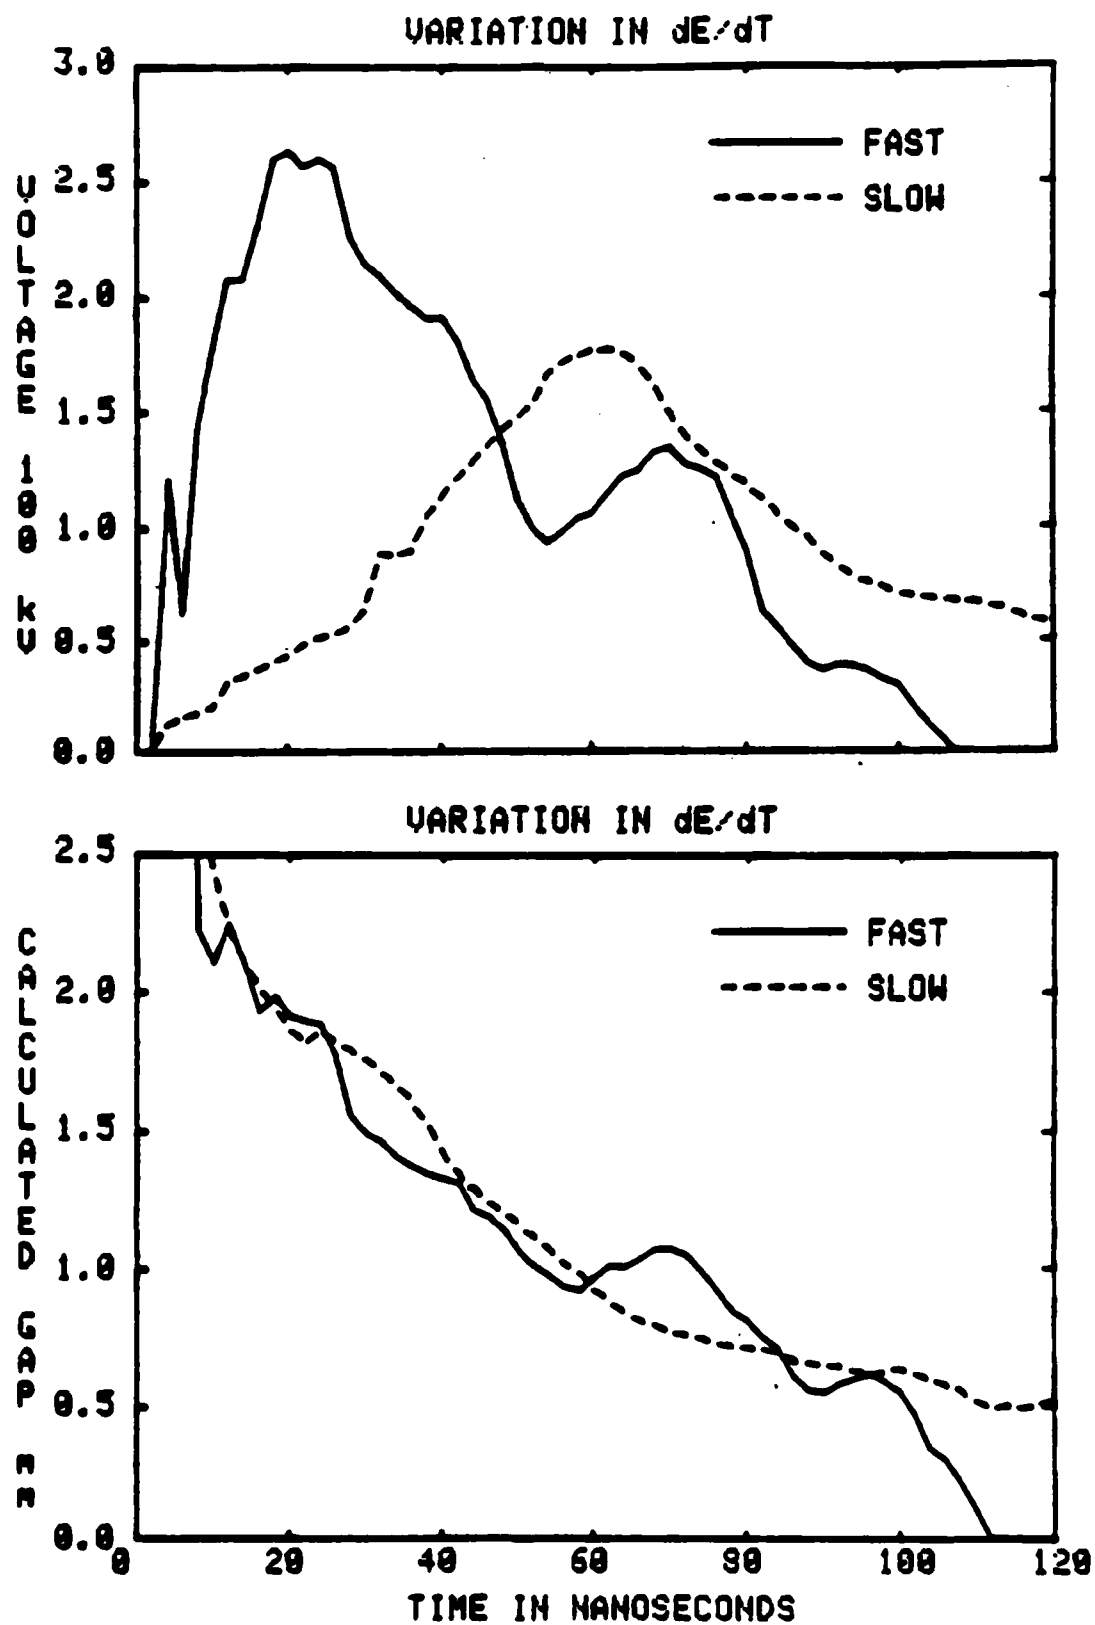 VARIATION IN dE/dT
3.0
2.5
2.0
1.5
1.0
0.5
0.0
VOLTAGE 100 kV
FAST
SLOW
VARIATION IN dE/dT
2.5
2.0
1.5
1.0
0.5
0.0
CALCULATED GAP mm
FAST
SLOW
0 20 40 60 80 100 120
TIME IN NANOSECONDS